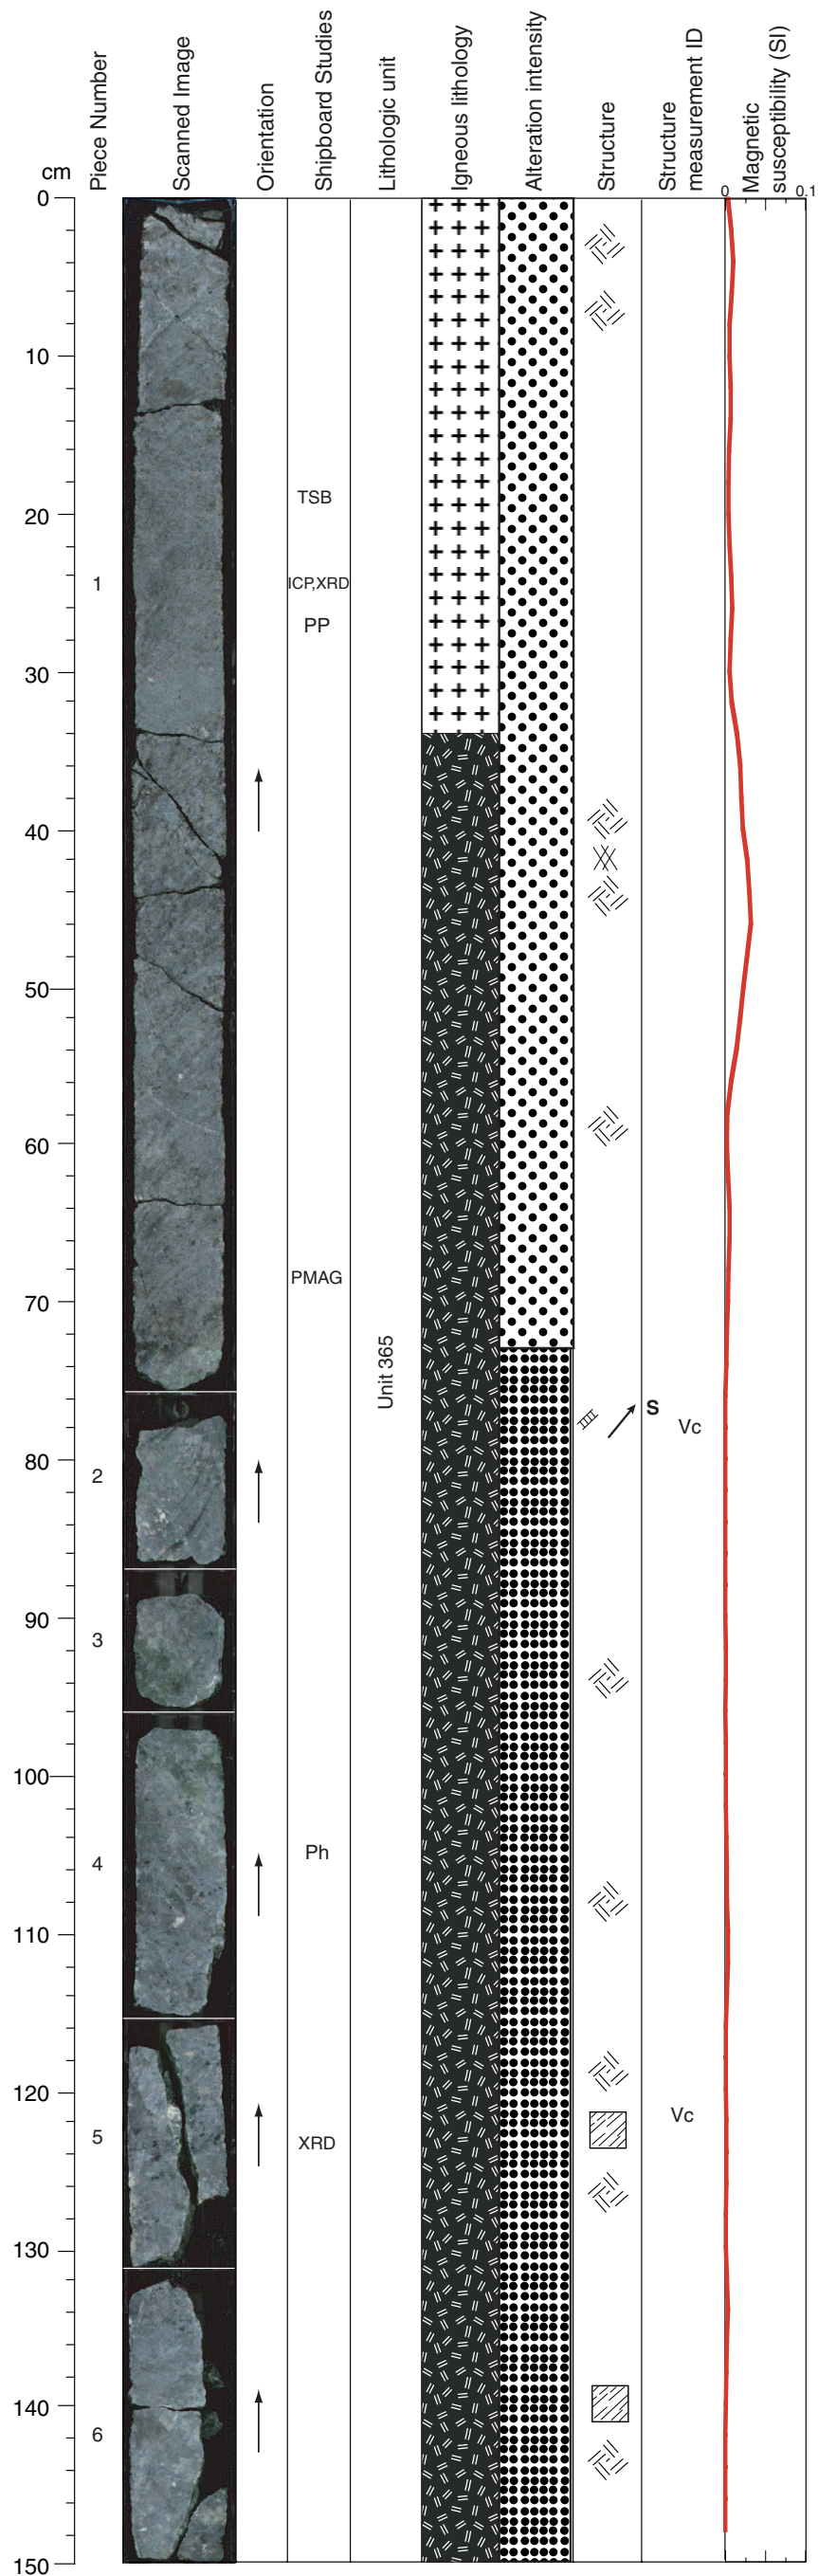 cm
Piece Number
Scanned Image
Orientation
Shipboard Studies
Lithologic unit
Igneous lithology
Alteration intensity
Structure
Structure
measurement ID
Magnetic
susceptibility (SI)
0 0.1
0
10
20
30
40
50
60
70
80
90
100
110
120
130
140
150
1
2
3
4
5
6
TSB
ICP,XRD
PP
PMAG
Ph
XRD
Unit 365
S
Vc
Vc